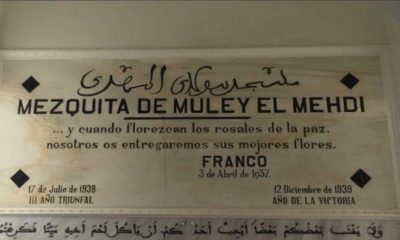 مسجد مولاي المهدي
MEZQUITA DE MULEY EL MEHDI
... y cuando florezcan los rosales de la paz,
nosotros os entregaremos sus mejores flores.
FRANCO
3 de Abril de 1937.
17 de Julio de 1938
III AÑO TRIUNFAL
12 Diciembre de 1939
AÑO DE LA VICTORIA
وَلَا يَغْتَب بَعْضُكُم بَعْضًا أَيُحِبُّ أَحَدُكُمْ أَن يَأْكُلَ لَحْمَ أَخِيهِ مَيْتًا